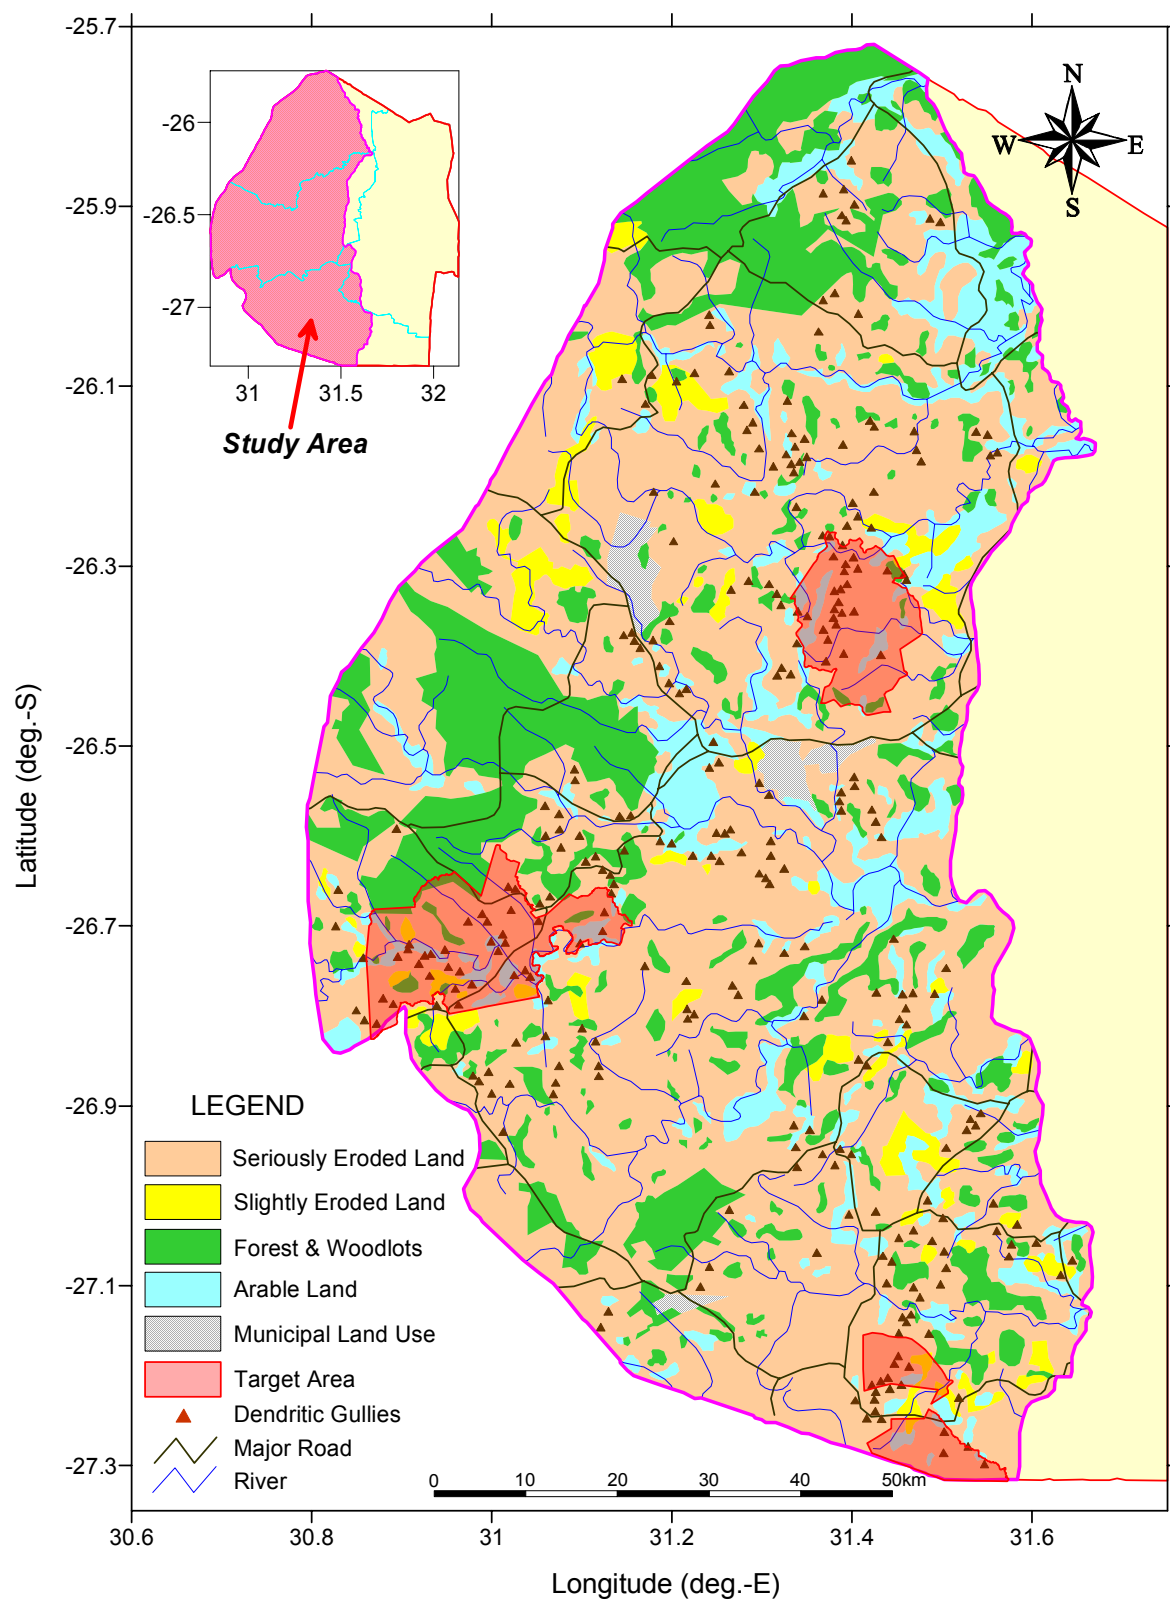 -25.7
-25.9
-26.1
-26.3
-26.5
-26.7
-26.9
-27.1
-27.3
Latitude (deg.-S)
-26
-26.5
-27
31
31.5
32
Study Area
N
W
E
S
LEGEND
Seriously Eroded Land
Slightly Eroded Land
Forest & Woodlots
Arable Land
Municipal Land Use
Target Area
Dendritic Gullies
Major Road
River
0
10
20
30
40
50km
30.6
30.8
31
31.2
31.4
31.6
Longitude (deg.-E)